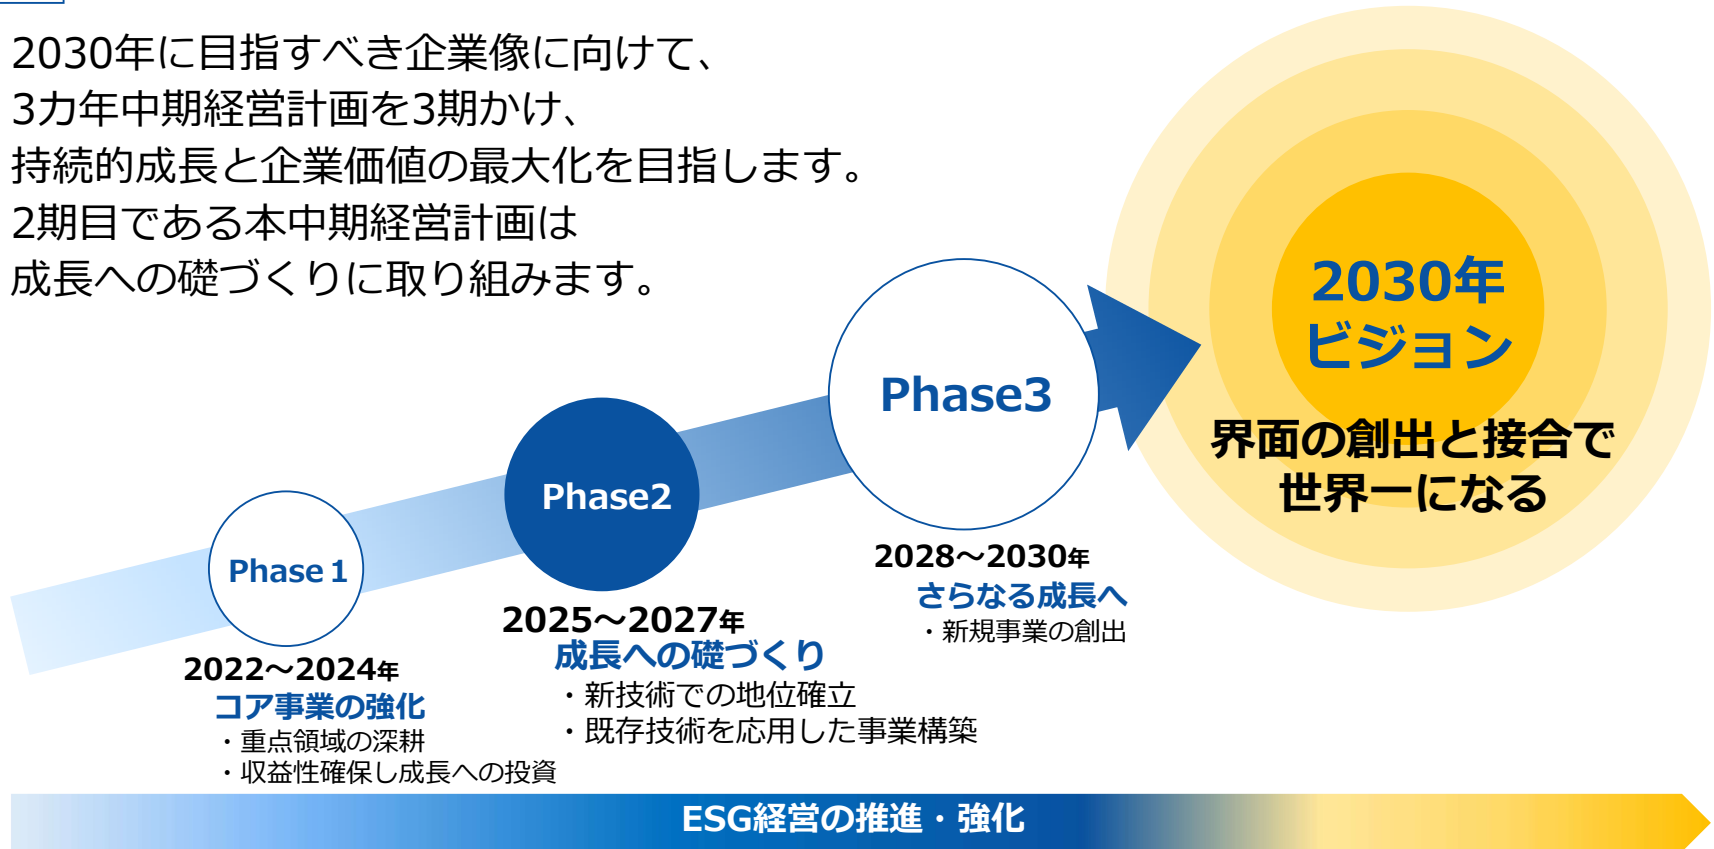 2030年に目指すべき企業像に向けて、
3カ年中期経営計画を3期かけ、
持続的成長と企業価値の最大化を目指します。
2期目である本中期経営計画は
成長への礎づくりに取り組みます。
Phase 1
2022～2024年
コア事業の強化
・重点領域の深耕
・収益性確保し成長への投資
Phase2
2025～2027年
成長への礎づくり
・新技術での地位確立
・既存技術を応用した事業構築
Phase3
2028～2030年
さらなる成長へ
・新規事業の創出
2030年
ビジョン
界面の創出と接合で
世界一になる
ESG経営の推進・強化